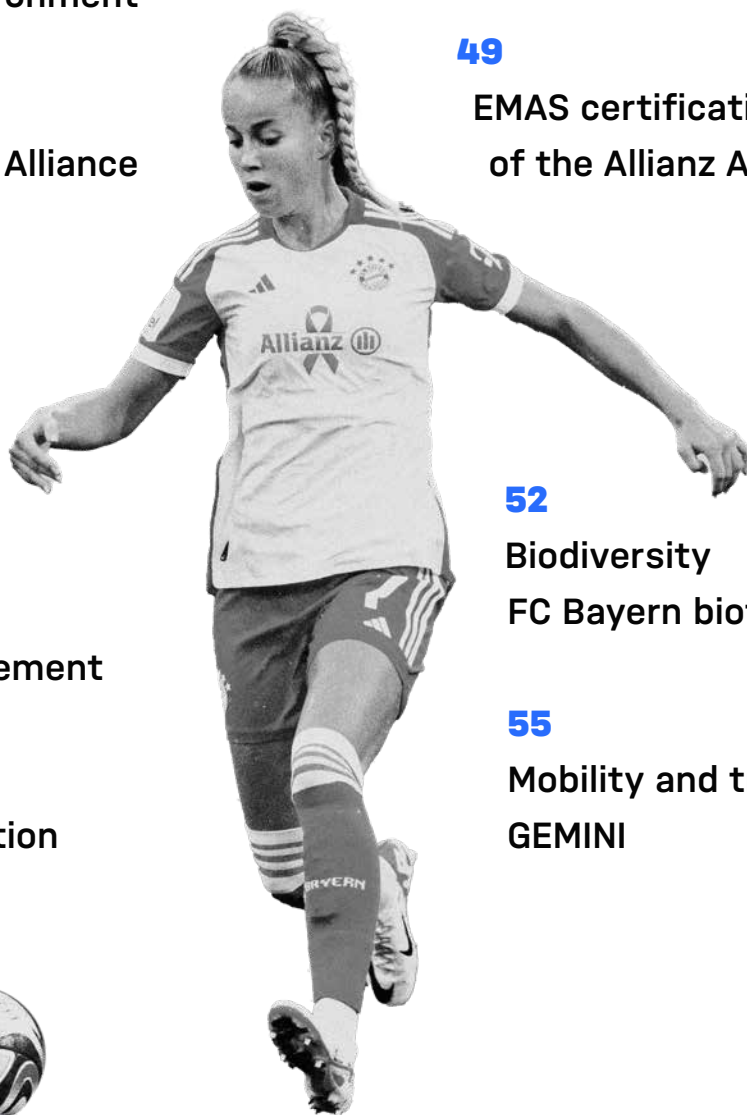 Alliance
ement
tion
49
EMAS certificati
of the Allianz A
52
Biodiversity
FC Bayern bio
55
Mobility and t
GEMINI
Allianz
7